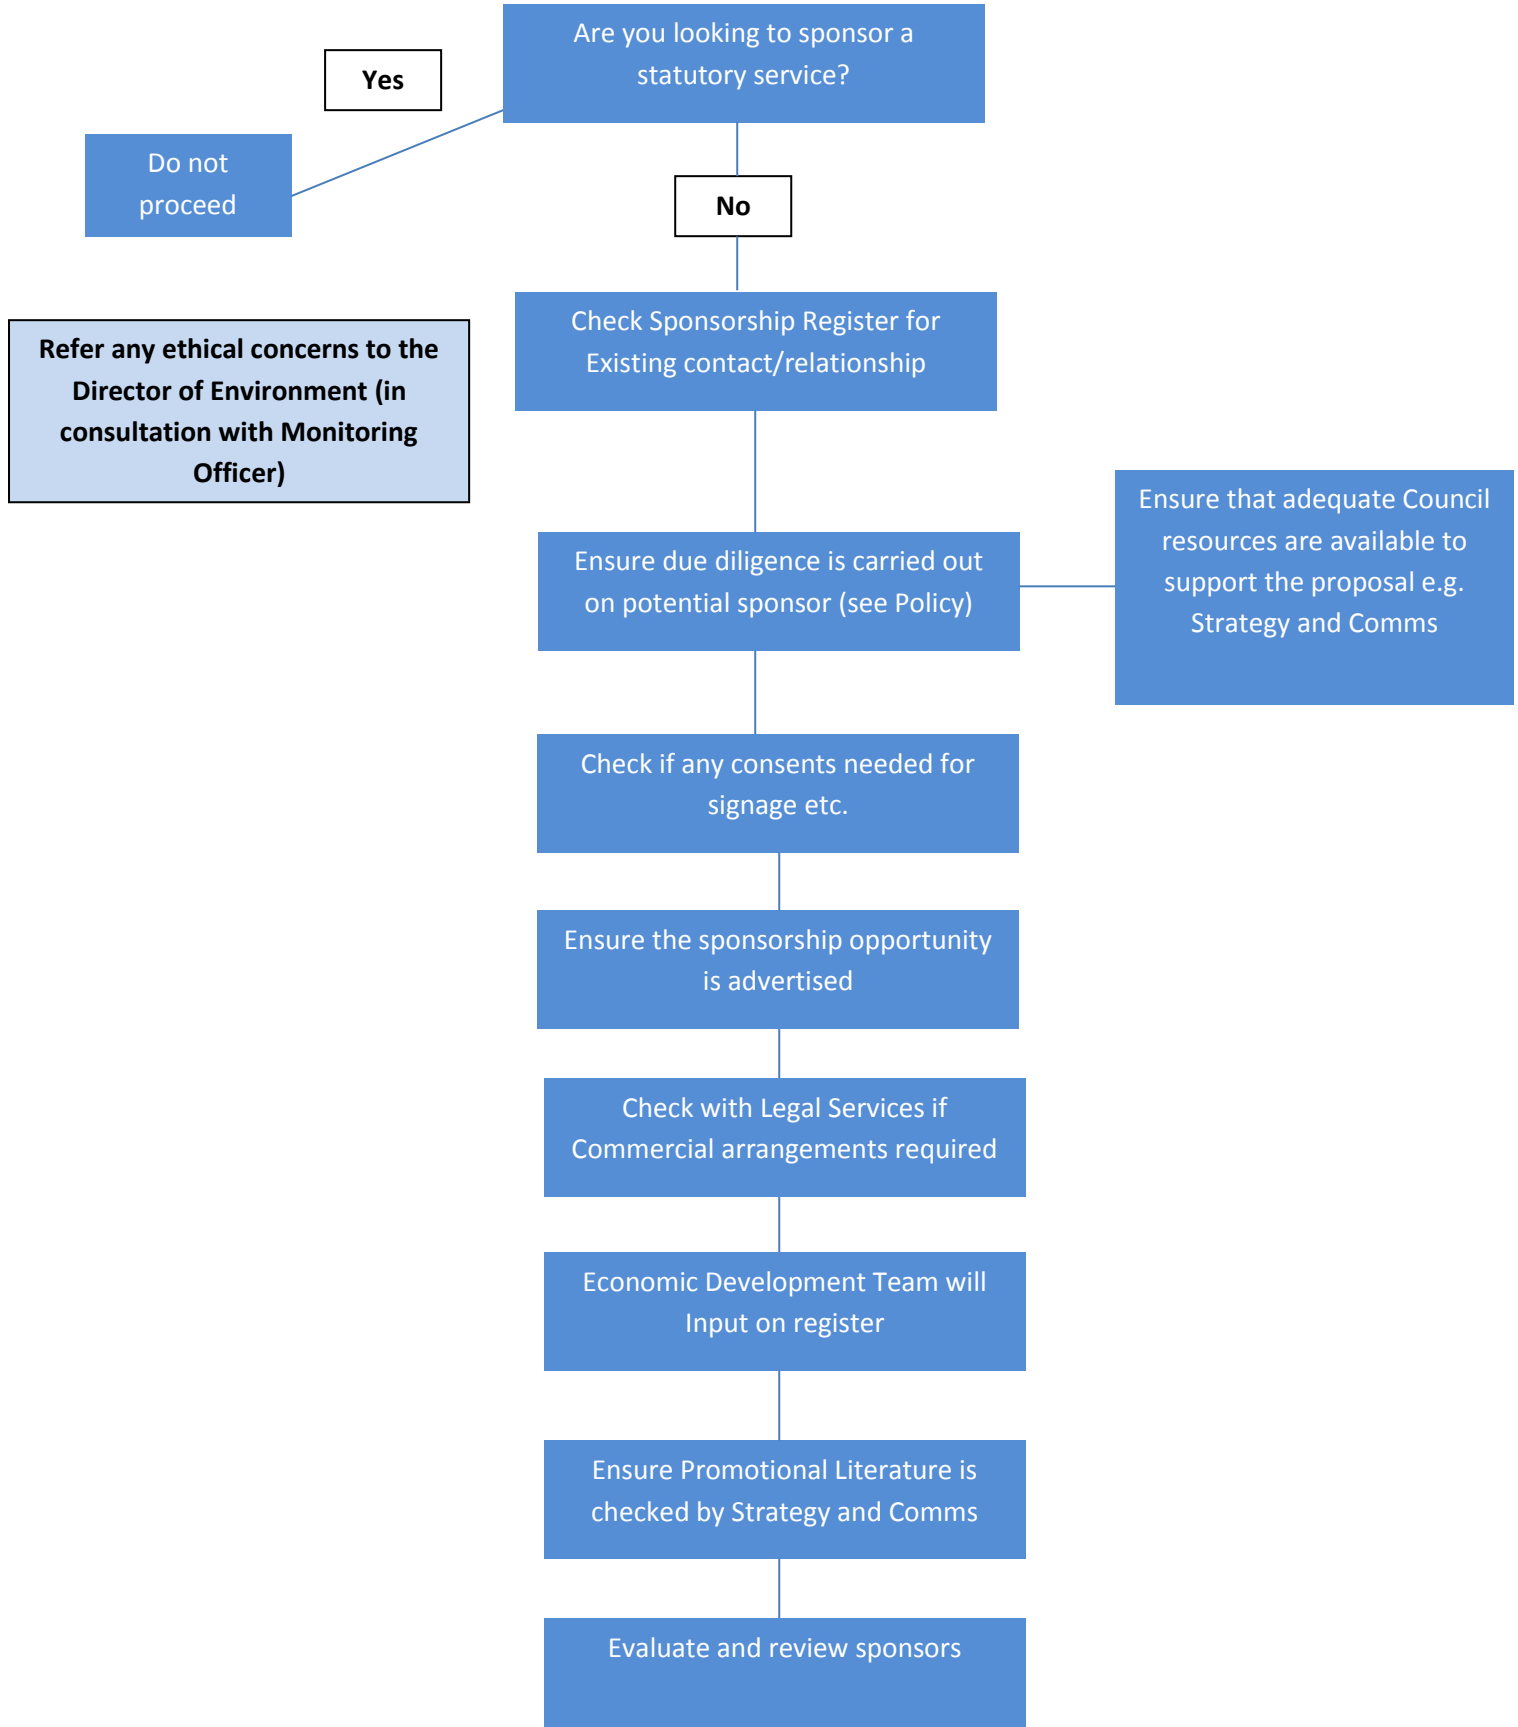 Are you looking to sponsor a
statutory service?
Yes
Do not
proceed
No
Check Sponsorship Register for
Existing contact/relationship
Refer any ethical concerns to the
Director of Environment (in
consultation with Monitoring
Officer)
Ensure due diligence is carried out
on potential sponsor (see Policy)
Ensure that adequate Council
resources are available to
support the proposal e.g.
Strategy and Comms
Check if any consents needed for
signage etc.
Ensure the sponsorship opportunity
is advertised
Check with Legal Services if
Commercial arrangements required
Economic Development Team will
Input on register
Ensure Promotional Literature is
checked by Strategy and Comms
Evaluate and review sponsors